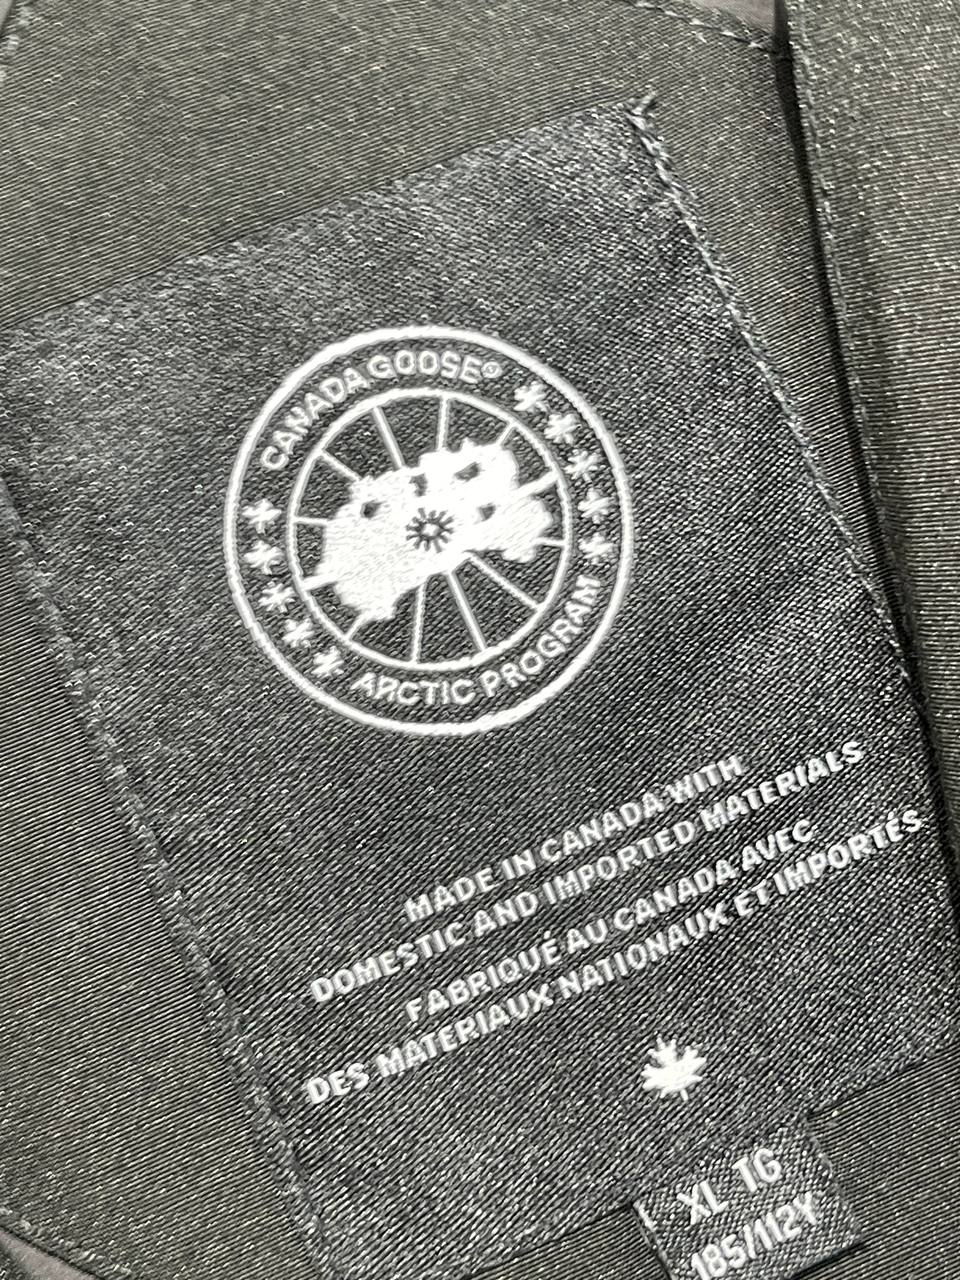 CANADA GOOSE®
ARCTIC PROGRAM
MADE IN CANADA WITH
DOMESTIC AND IMPORTED MATERIALS
FABRIQUÉ AU CANADA AVEC
DES MATERIAUX NATIONAUX ET IMPORTÉS
XL TG
185/112Y